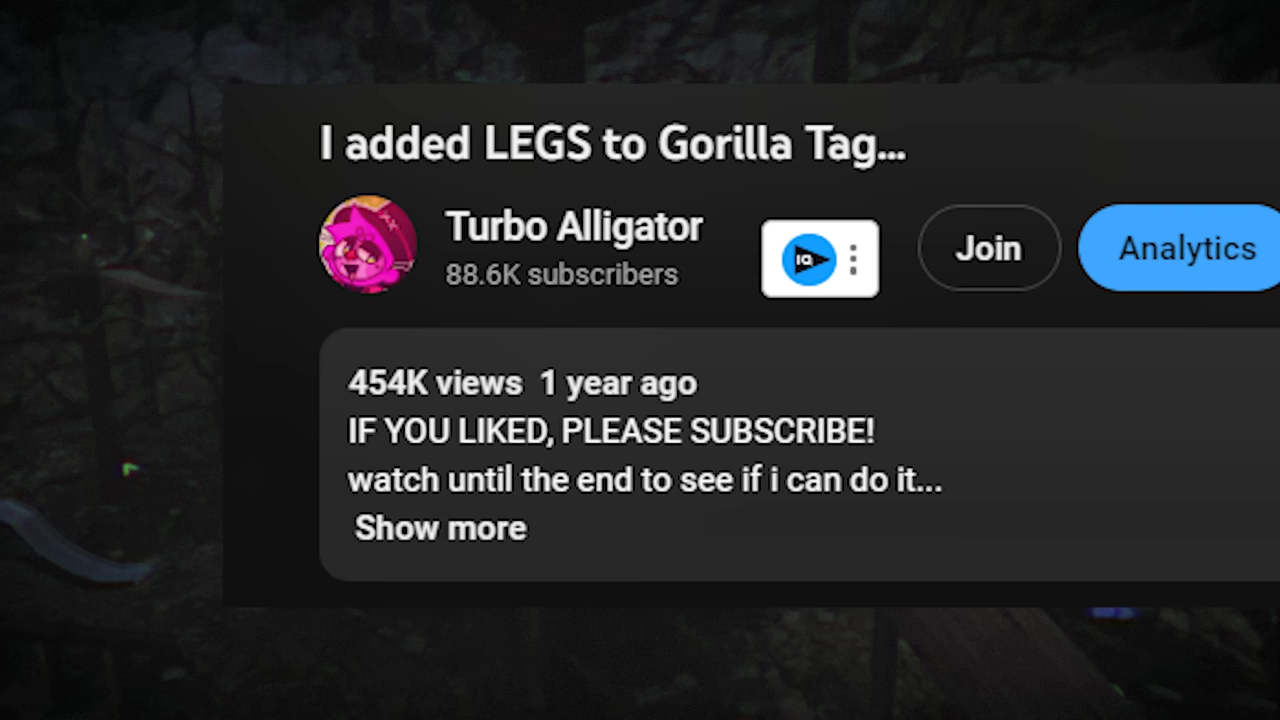 I added LEGS to Gorilla Tag...
Turbo Alligator
88.6K subscribers
IQ
Join
Analytics
454K views 1 year ago
IF YOU LIKED, PLEASE SUBSCRIBE!
watch until the end to see if i can do it...
Show more